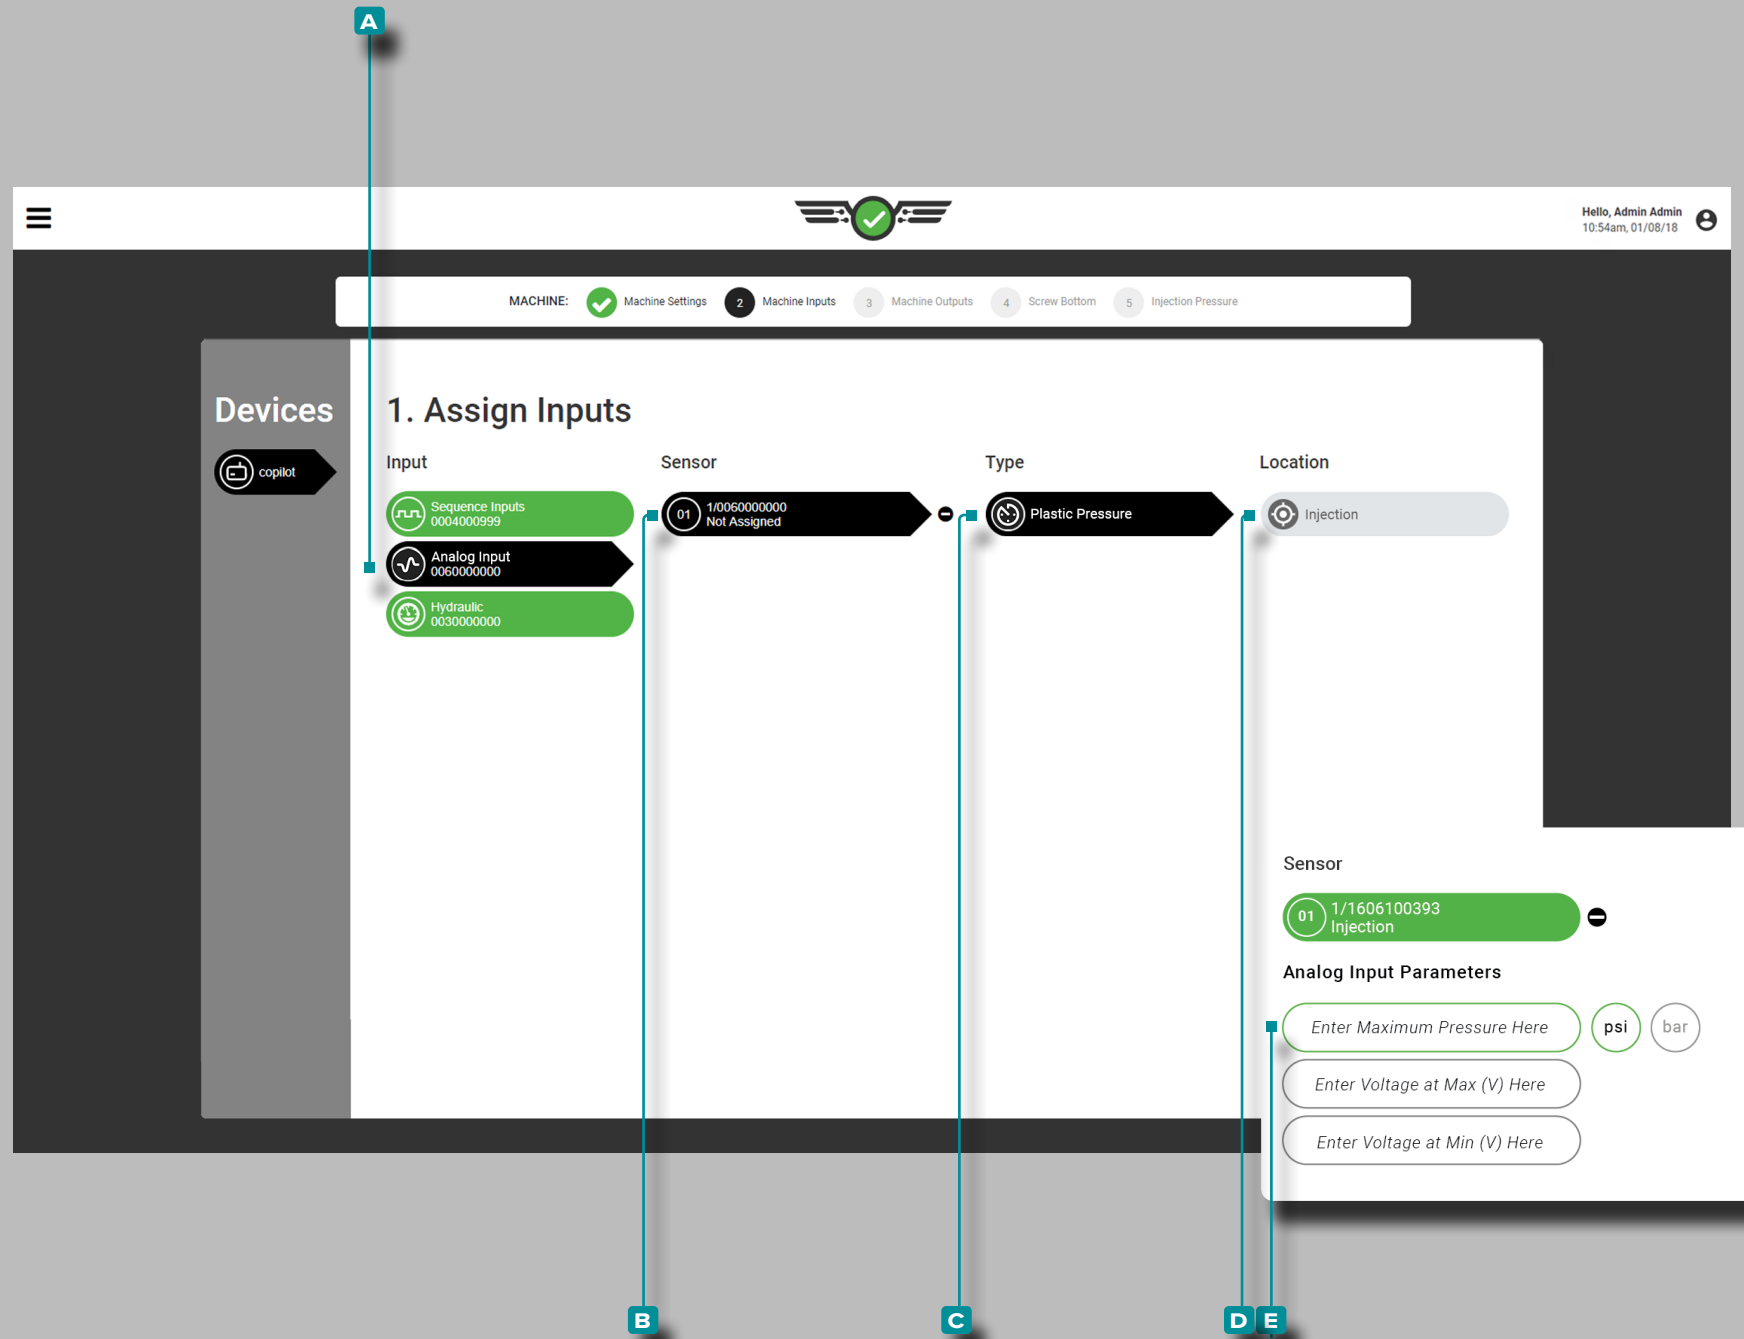 A
Hello, Admin Admin
10:54am, 01/08/18
MACHINE: Machine Settings 2 Machine Inputs 3 Machine Outputs 4 Screw Bottom 5 Injection Pressure
Devices
copilot
1. Assign Inputs
Input Sensor Type Location
Sequence Inputs
0004000999
Analog Input
0060000000
Hydraulic
0030000000
01 1/0060000000
Not Assigned
Plastic Pressure
Injection
Sensor
01 1/1606100393
Injection
Analog Input Parameters
Enter Maximum Pressure Here psi bar
Enter Voltage at Max (V) Here
Enter Voltage at Min (V) Here
B C D E